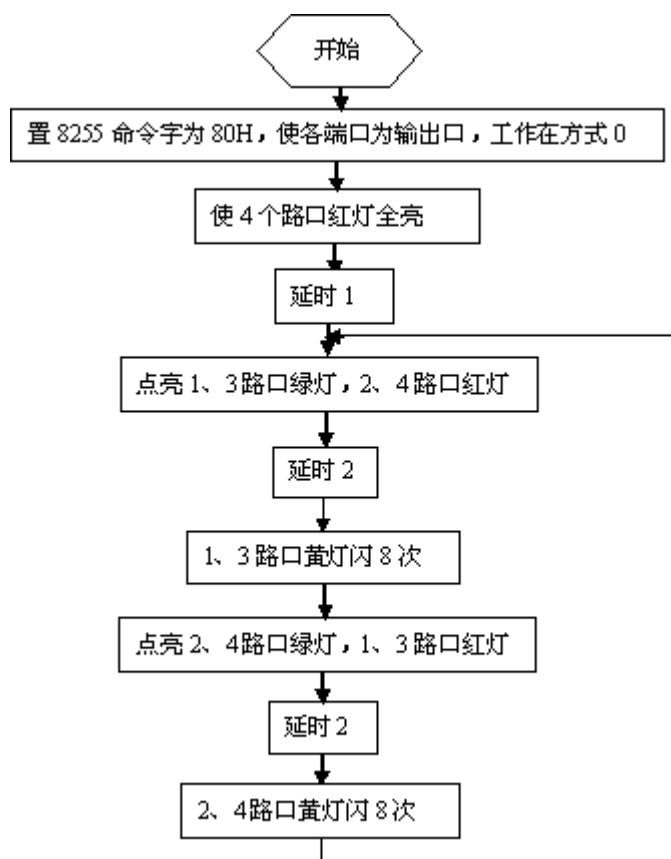 开始
置 8255 命令字为 80H，使各端口为输出口，工作在方式 0
使 4 个路口红灯全亮
延时 1
点亮 1、3 路口绿灯，2、4 路口红灯
延时 2
1、3 路口黄灯闪 8 次
点亮 2、4 路口绿灯，1、3 路口红灯
延时 2
2、4 路口黄灯闪 8 次